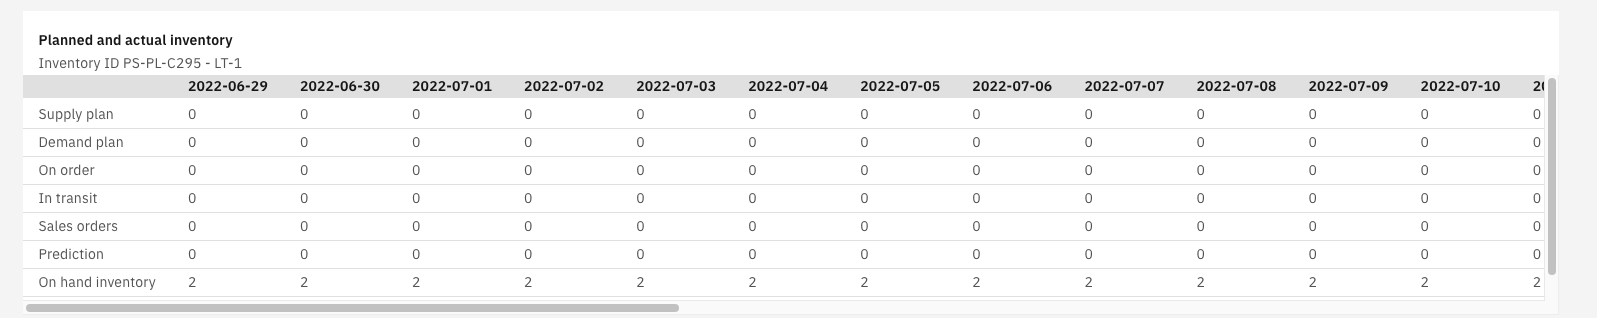 Planned and actual inventory
Inventory ID PS-PL-C295 - LT-1
2022-06-29 2022-06-30 2022-07-01 2022-07-02 2022-07-03 2022-07-04 2022-07-05 2022-07-06 2022-07-07 2022-07-08 2022-07-09 2022-07-10
Supply plan 0 0 0 0 0 0 0 0 0 0 0 0 0
Demand plan 0 0 0 0 0 0 0 0 0 0 0 0 0
On order 0 0 0 0 0 0 0 0 0 0 0 0 0
In transit 0 0 0 0 0 0 0 0 0 0 0 0 0
Sales orders 0 0 0 0 0 0 0 0 0 0 0 0 0
Prediction 0 0 0 0 0 0 0 0 0 0 0 0 0
On hand inventory 2 2 2 2 2 2 2 2 2 2 2 2 2